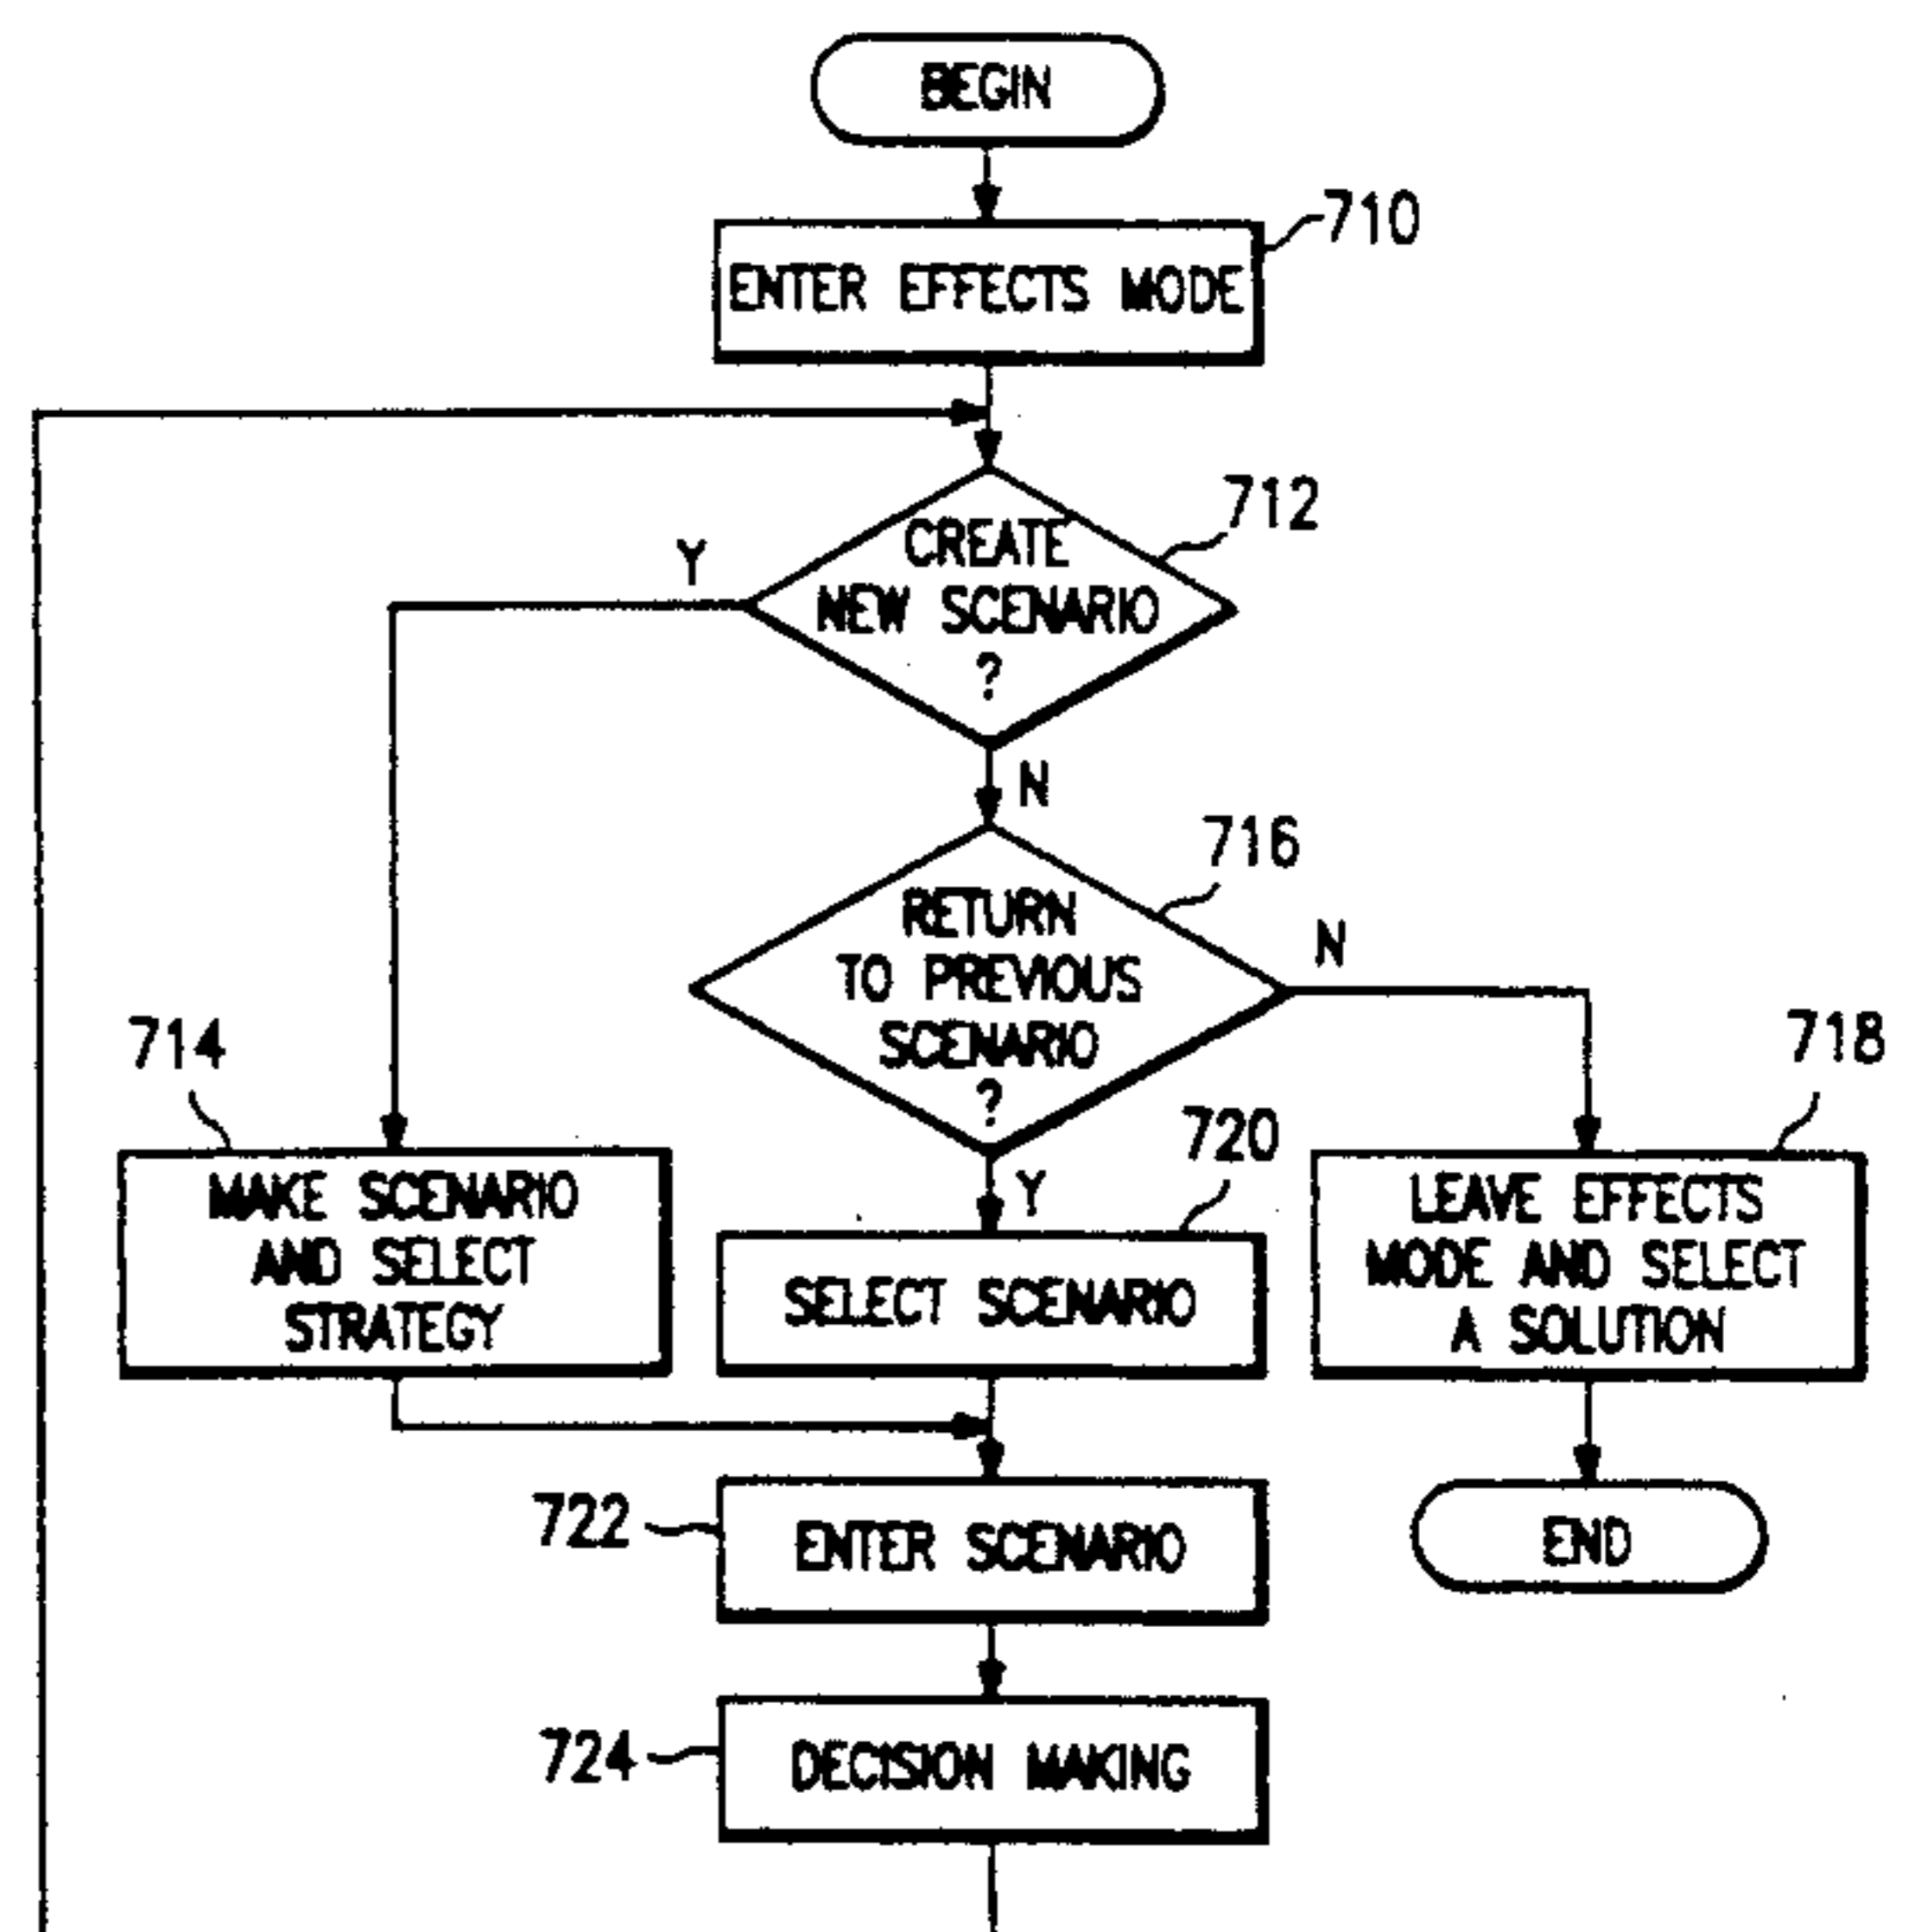 BEGIN
710
ENTER EFFECTS MODE
712
CREATE
NEW SCENARIO
?
Y
N
716
RETURN
TO PREVIOUS
SCENARIO
?
N
Y
714
MAKE SCENARIO
AND SELECT
STRATEGY
720
SELECT SCENARIO
718
LEAVE EFFECTS
MODE AND SELECT
A SOLUTION
722
ENTER SCENARIO
END
724
DECISION MAKING